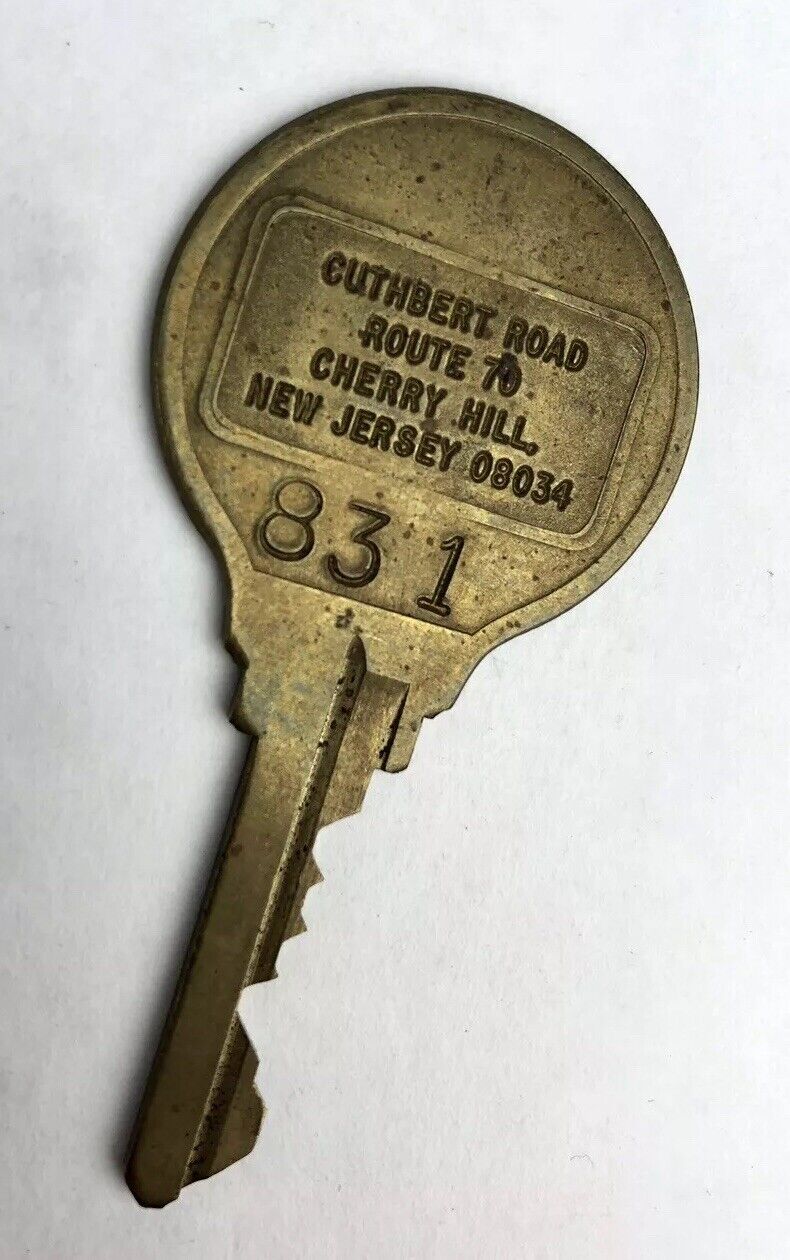 CUTHBERT ROAD
ROUTE 70
CHERRY HILL,
NEW JERSEY 08034
831